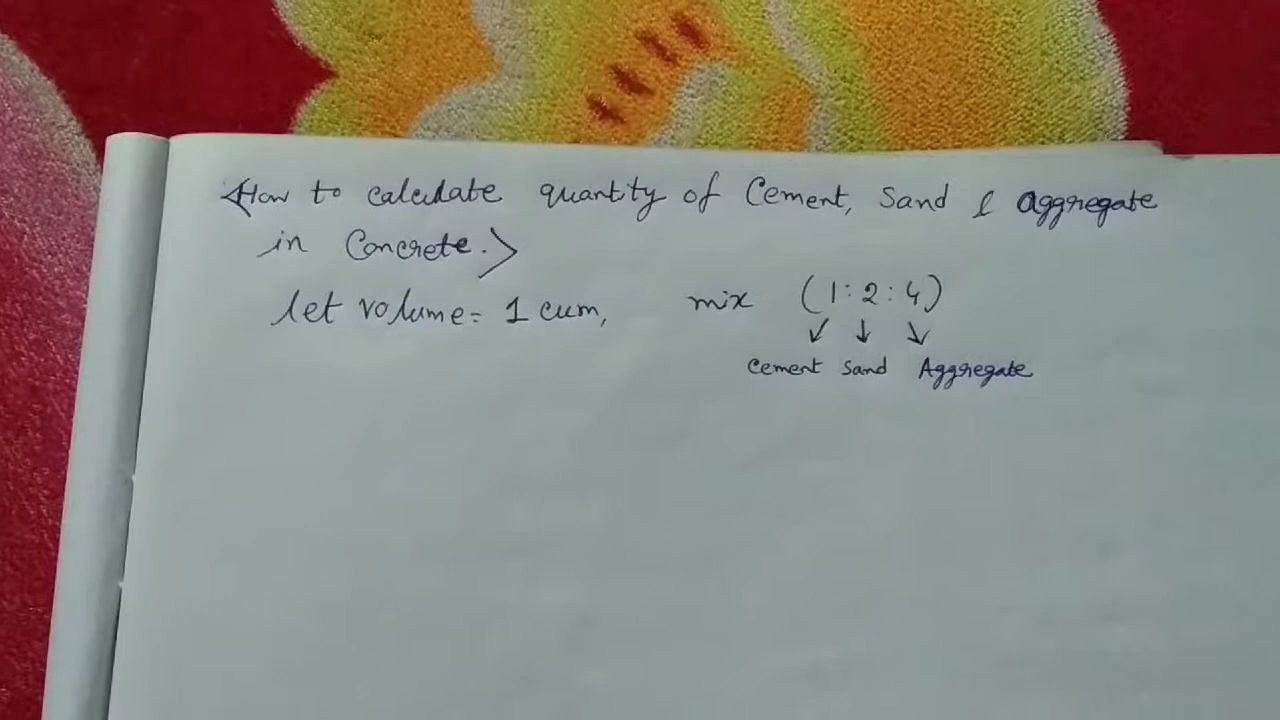 How to calculate quantity of Cement, Sand & aggregate
in Concrete.>
let volume = 1 cum, mix (1:2:4)
Cement Sand Aggregate